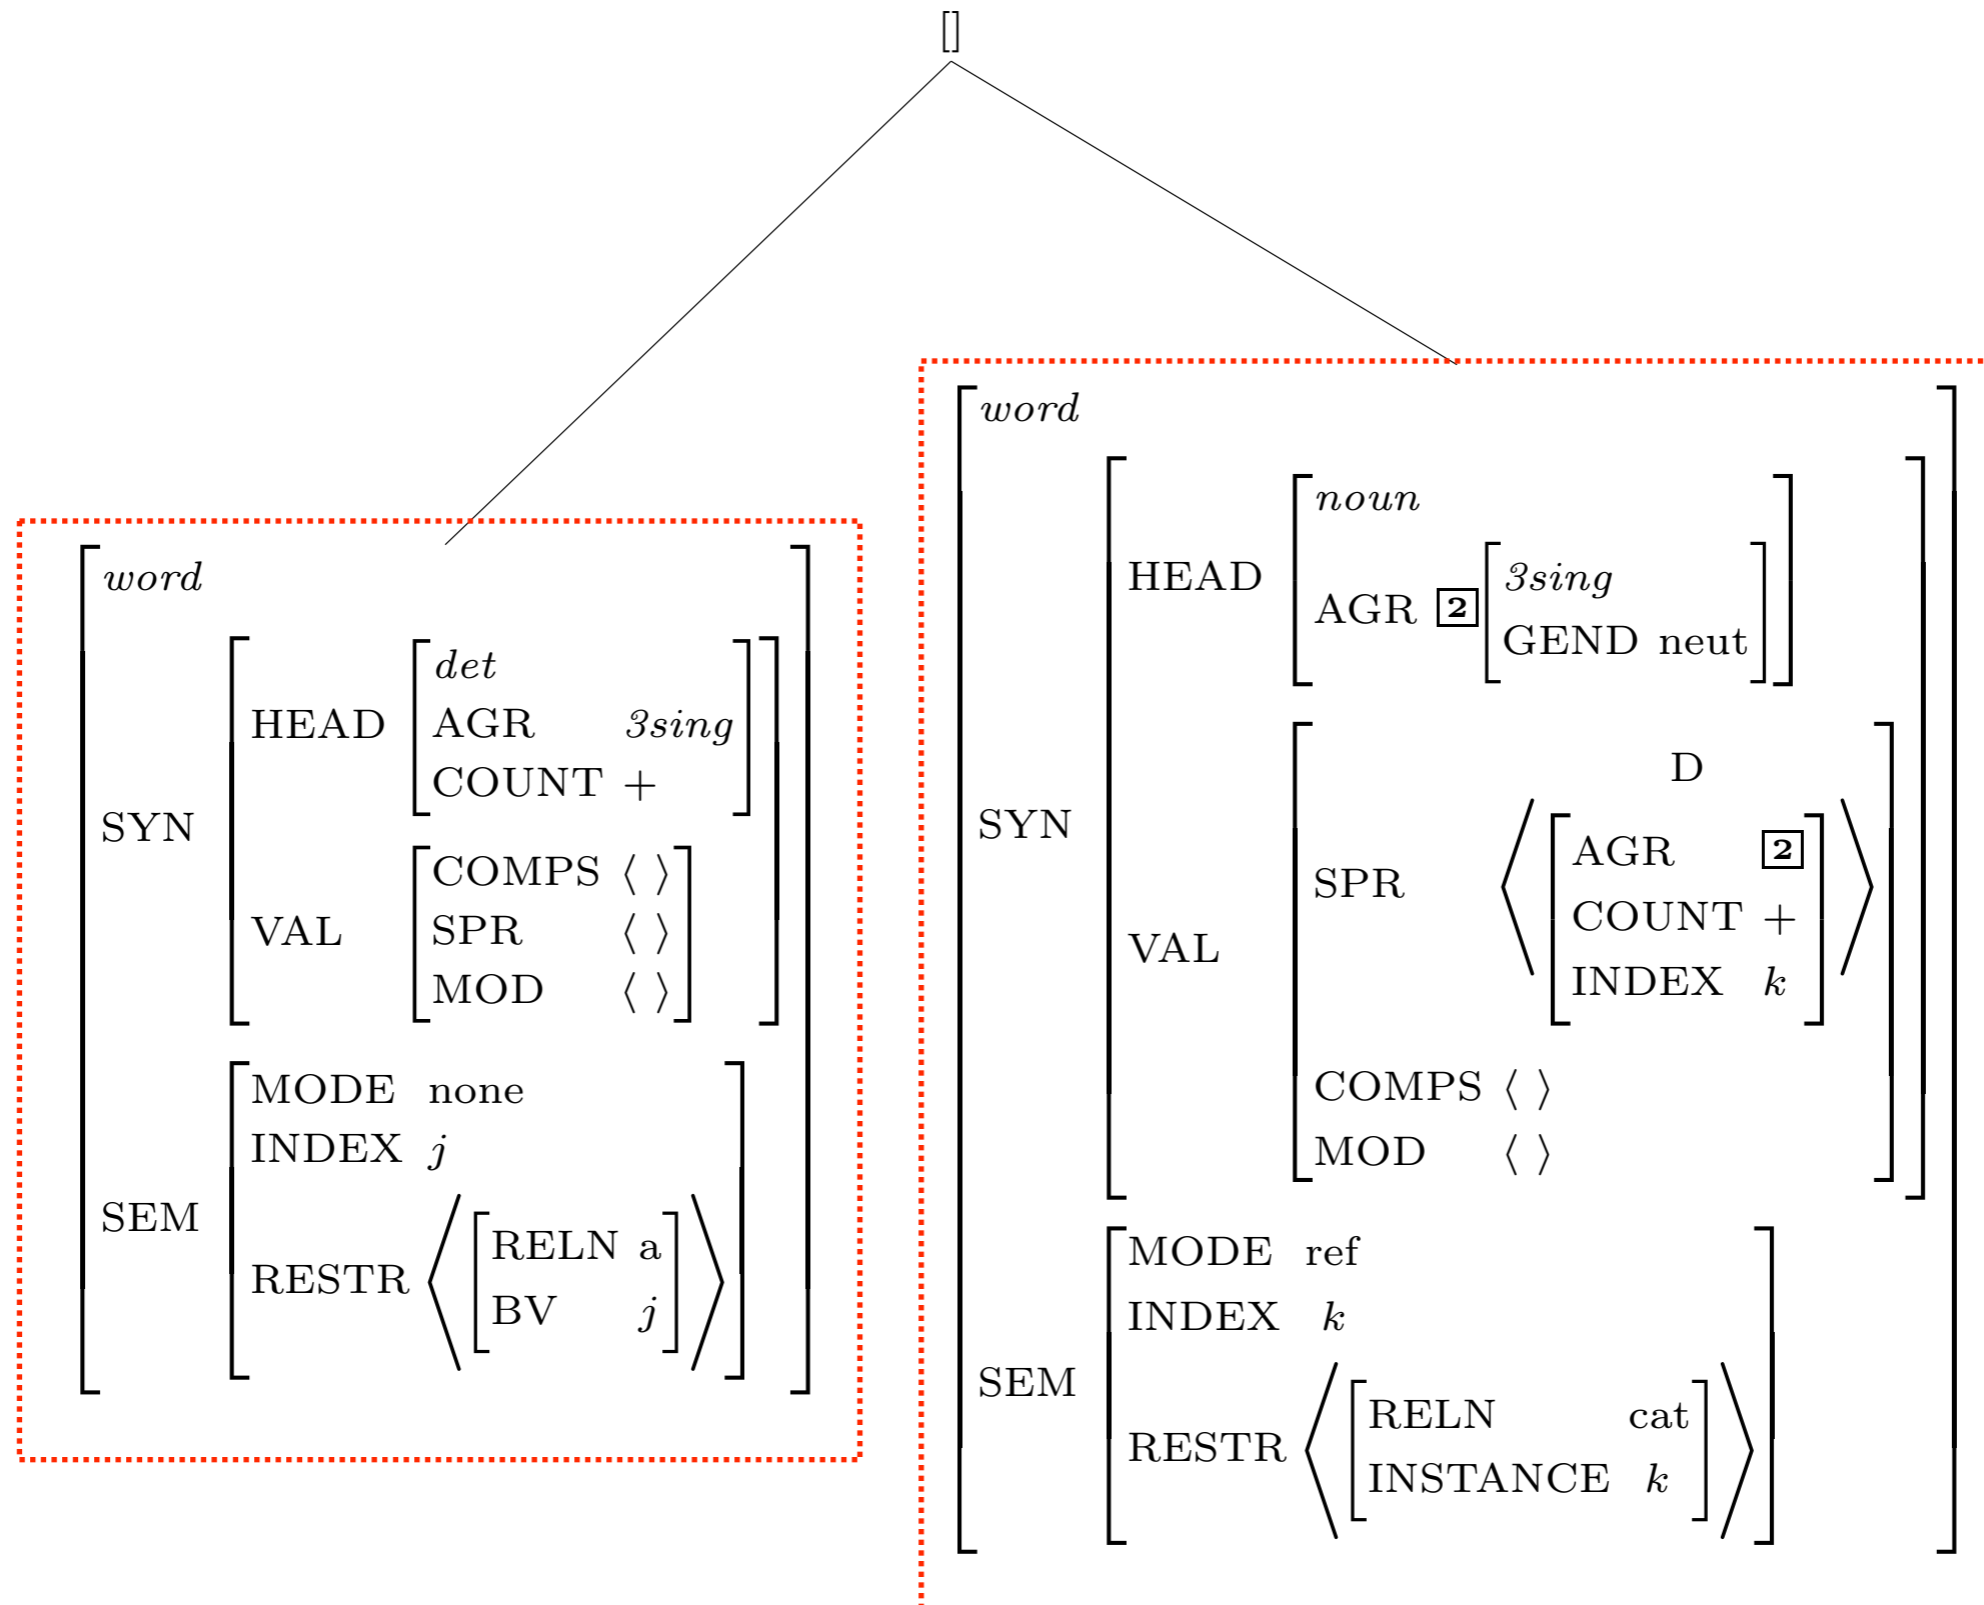 []
word
SYN
HEAD
det
AGR 3sing
COUNT +
VAL
COMPS ⟨ ⟩
SPR ⟨ ⟩
MOD ⟨ ⟩
SEM
MODE none
INDEX j
RESTR
RELN a
BV j
word
SYN
HEAD
noun
AGR 2
3sing
GEND neut
VAL
SPR
D
AGR 2
COUNT +
INDEX k
COMPS ⟨ ⟩
MOD ⟨ ⟩
SEM
MODE ref
INDEX k
RESTR
RELN cat
INSTANCE k